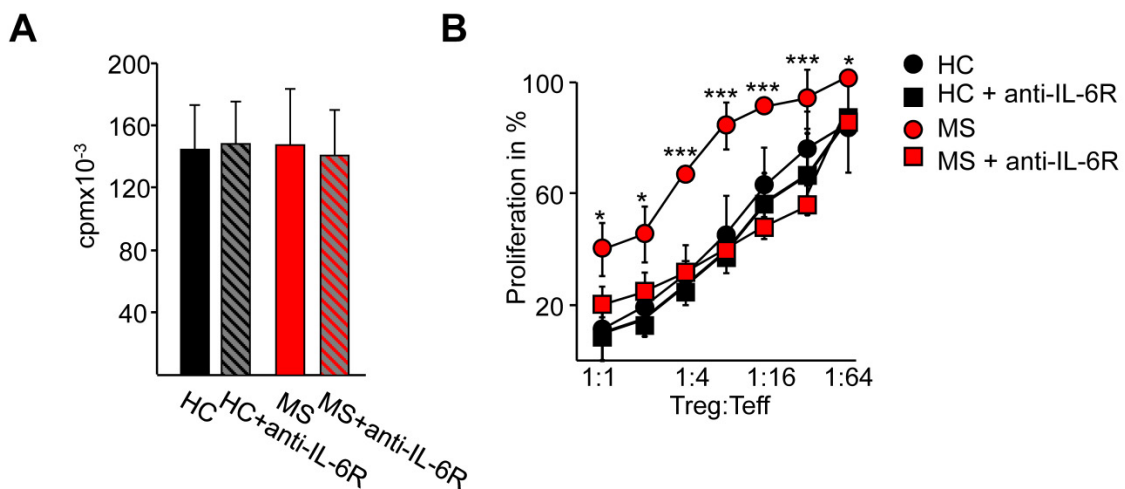 A
200
160
120
80
40
cpmx10⁻³
HC
HC+anti-IL-6R
MS
MS+anti-IL-6R
B
100
60
20
Proliferation in %
*
*
***
***
***
***
*
1:1
1:4
1:16
1:64
Treg:Teff
HC
HC + anti-IL-6R
MS
MS + anti-IL-6R